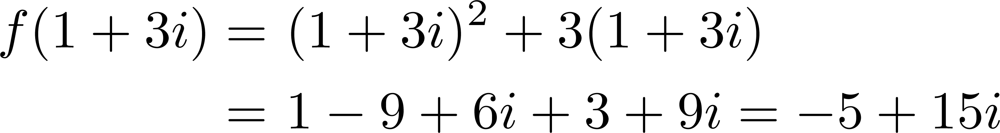 f(1 + 3i) = (1 + 3i)² + 3(1 + 3i)
= 1 − 9 + 6i + 3 + 9i = −5 + 15i